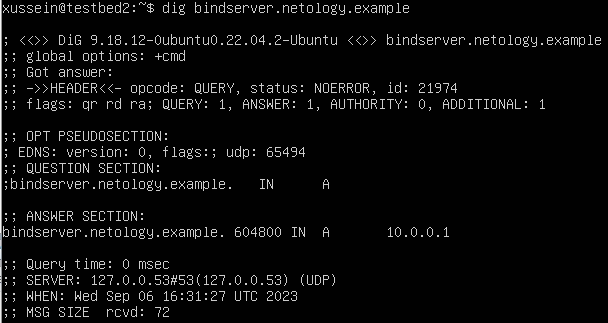 xussein@testbed2:~$ dig bindserver.netology.example
; <<>> DiG 9.18.12-0ubuntu0.22.04.2-Ubuntu <<>> bindserver.netology.example
;; global options: +cmd
;; Got answer:
;; ->>HEADER<<- opcode: QUERY, status: NOERROR, id: 21974
;; flags: qr rd ra; QUERY: 1, ANSWER: 1, AUTHORITY: 0, ADDITIONAL: 1
;; OPT PSEUDOSECTION:
; EDNS: version: 0, flags:; udp: 65494
;; QUESTION SECTION:
;bindserver.netology.example. IN A
;; ANSWER SECTION:
bindserver.netology.example. 604800 IN A 10.0.0.1
;; Query time: 0 msec
;; SERVER: 127.0.0.53#53(127.0.0.53) (UDP)
;; WHEN: Wed Sep 06 16:31:27 UTC 2023
;; MSG SIZE rcvd: 72